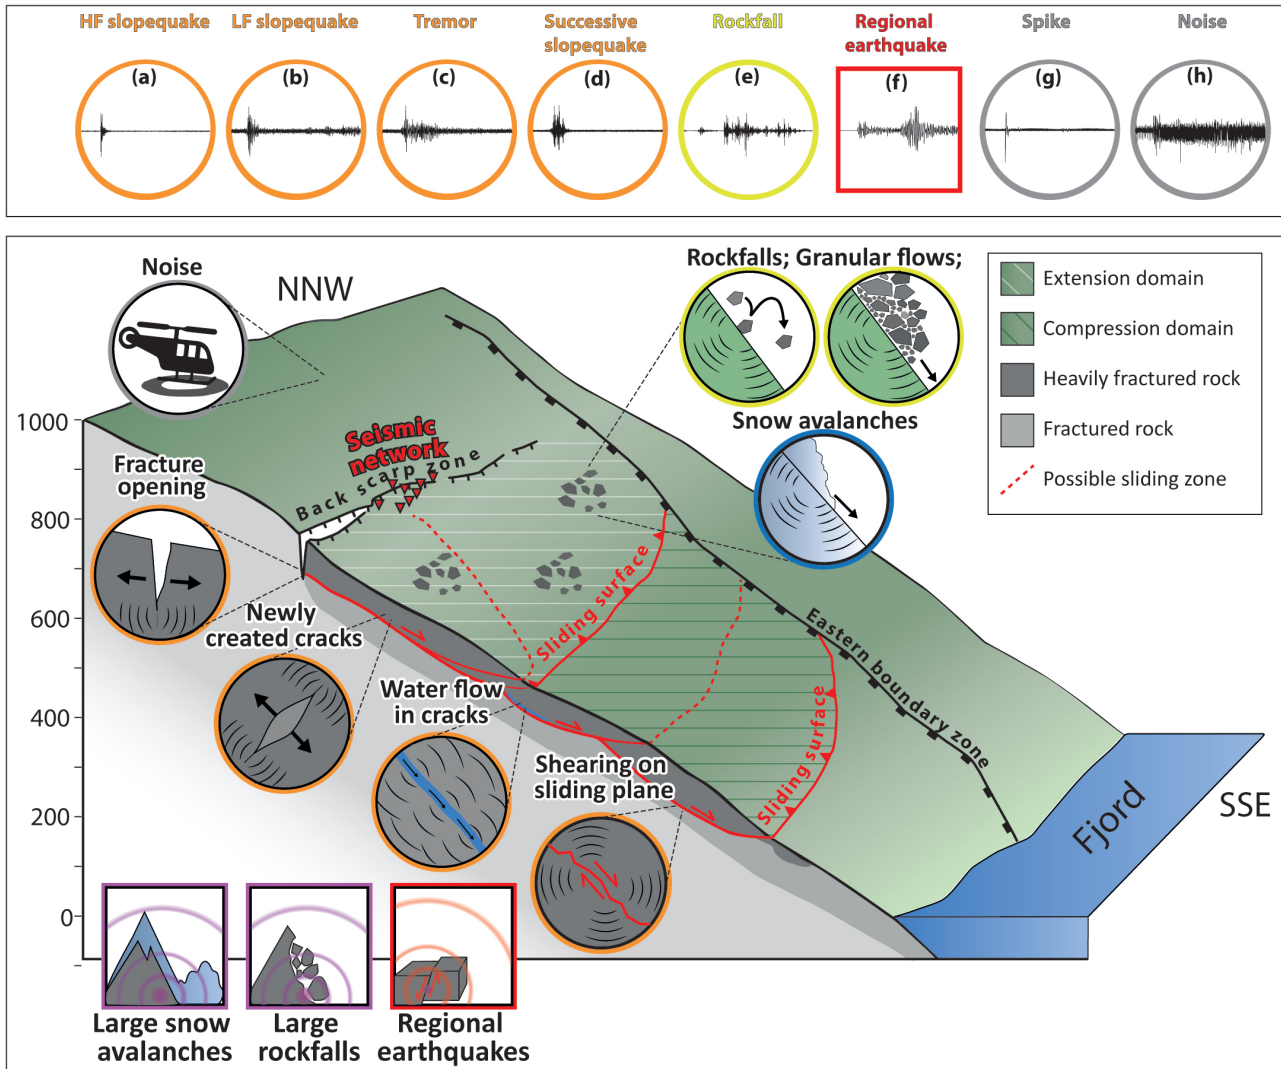 HF slopequake
LF slopequake
Tremor
Successive
slopequake
Rockfall
Regional
earthquake
Spike
Noise
(a)
(b)
(c)
(d)
(e)
(f)
(g)
(h)
Noise
NNW
Rockfalls; Granular flows;
Snow avalanches
Extension domain
Compression domain
Heavily fractured rock
Fractured rock
Possible sliding zone
1000
800
600
400
200
0
Seismic
network
Back scarp zone
Fracture
opening
Newly
created cracks
Water flow
in cracks
Shearing on
sliding plane
Sliding surface
Sliding surface
Eastern boundary zone
Fjord
SSE
Large snow
avalanches
Large
rockfalls
Regional
earthquakes